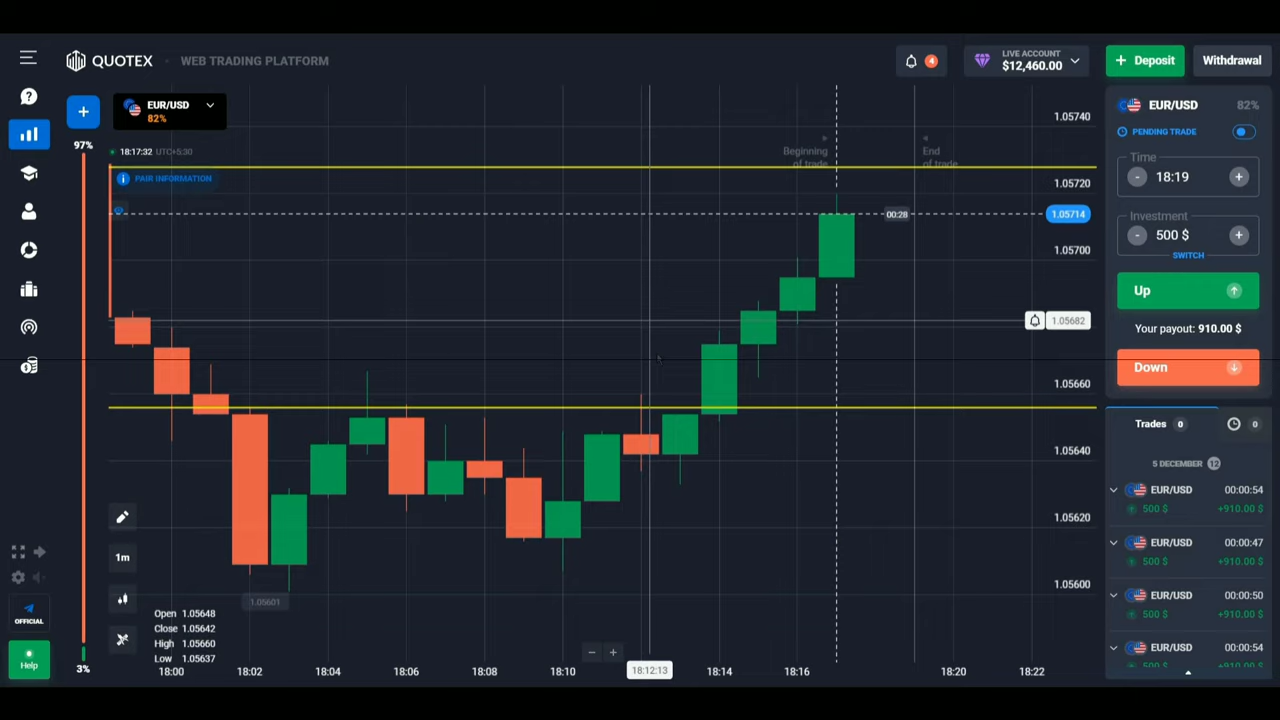 QUOTEX
WEB TRADING PLATFORM
4
LIVE ACCOUNT
$12,460.00
+ Deposit
Withdrawal
+
EUR/USD
82%
97%
18:17:32 UTC+5:30
PAIR INFORMATION
Beginning
of trade
End
of trade
00:28
1.05740
1.05720
1.05714
1.05700
1.05682
1.05660
1.05640
1.05620
1.05600
1.05601
1m
Open 1.05648
Close 1.05642
High 1.05660
Low 1.05637
3%
18:00
18:02
18:04
18:06
18:08
18:10
18:12:13
18:14
18:16
18:20
18:22
OFFICIAL
Help
EUR/USD 82%
PENDING TRADE
Time
- 18:19 +
Investment
- 500 $ +
SWITCH
Up
Your payout: 910.00 $
Down
Trades 0
0
5 DECEMBER 12
EUR/USD 00:00:54
500 $ +910.00 $
EUR/USD 00:00:47
500 $ +910.00 $
EUR/USD 00:00:50
500 $ +910.00 $
EUR/USD 00:00:54
500 $ +910.00 $